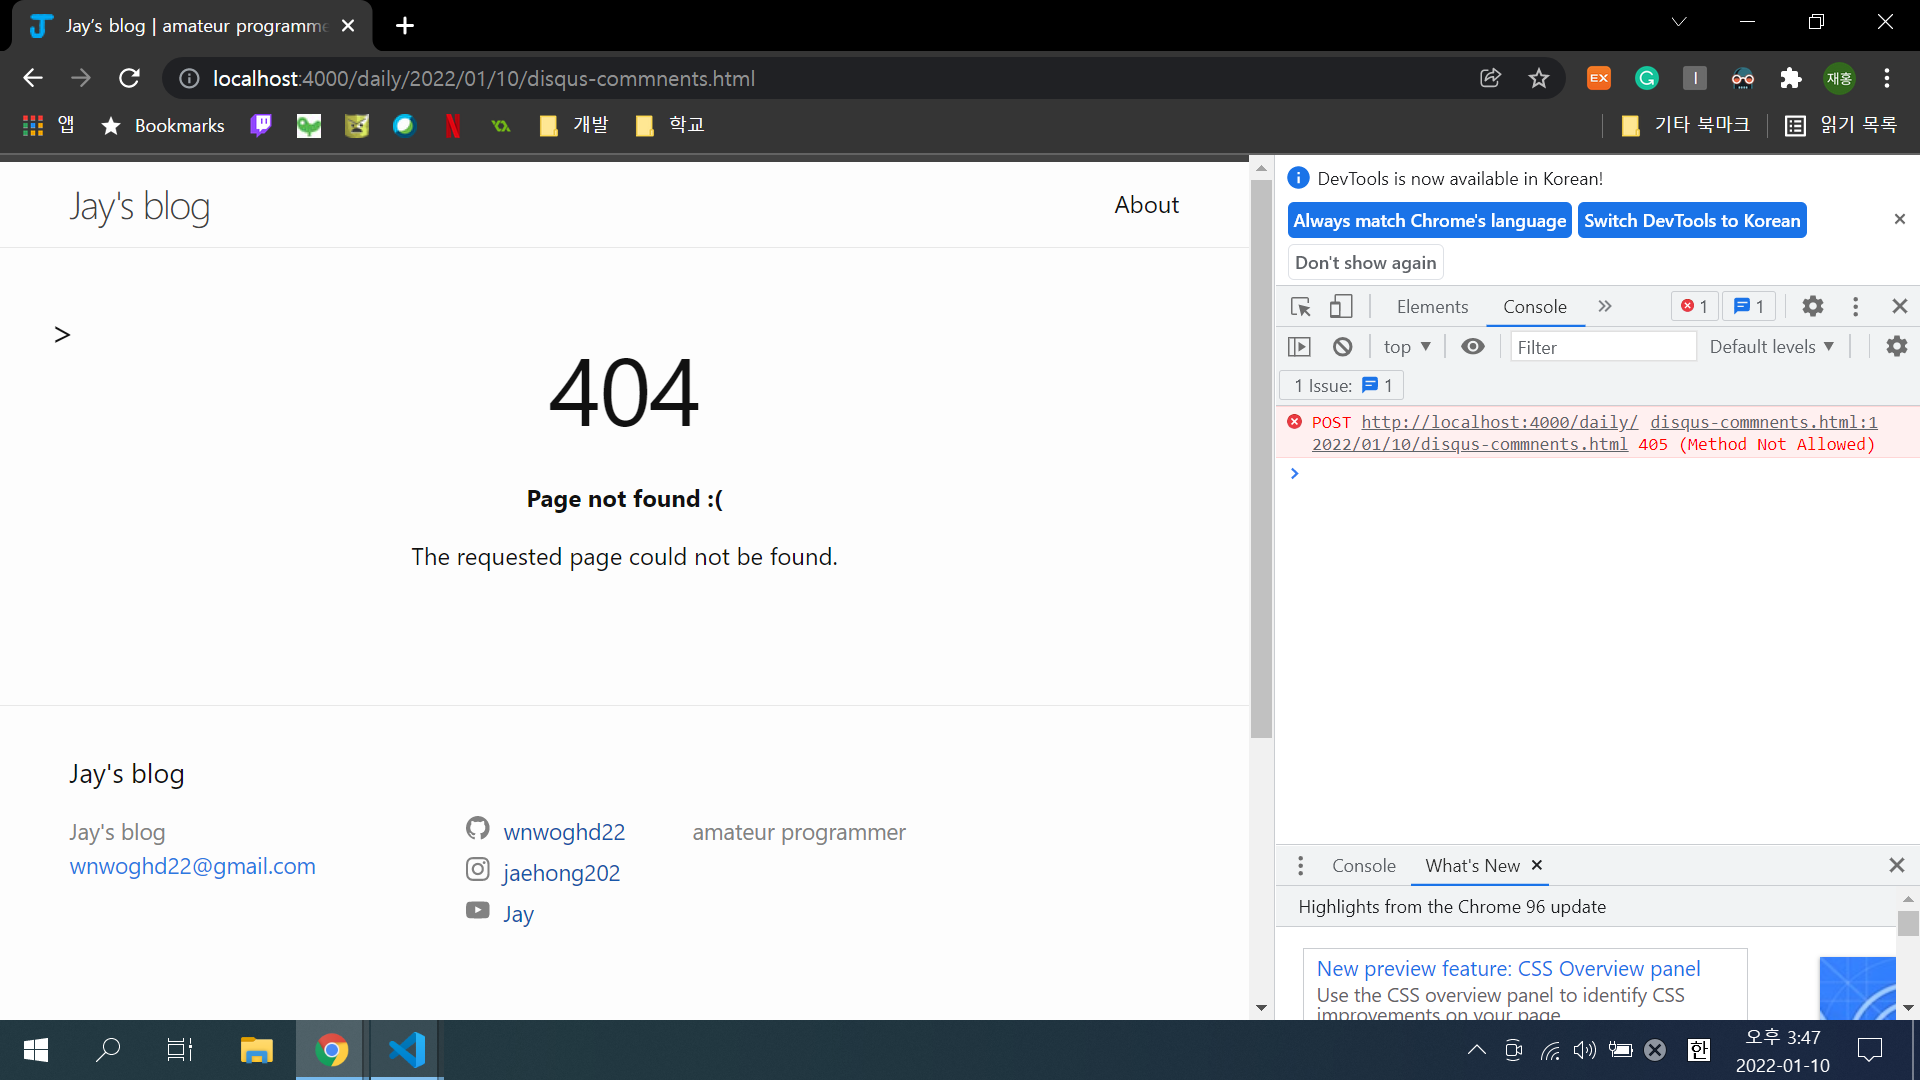 Jay's blog | amateur programme
localhost:4000/daily/2022/01/10/disqus-commnents.html
EX
재홍
앱
Bookmarks
개발
학교
기타 북마크
읽기 목록
Jay's blog
About
>
404
Page not found :(
The requested page could not be found.
Jay's blog
Jay's blog
wnwoghd22@gmail.com
wnwoghd22
jaehong202
Jay
amateur programmer
DevTools is now available in Korean!
Always match Chrome's language
Switch DevTools to Korean
Don't show again
Elements
Console
1
1
top
Filter
Default levels
1 Issue:
1
POST http://localhost:4000/daily/ disqus-commnents.html:1
2022/01/10/disqus-commnents.html 405 (Method Not Allowed)
Console
What's New
Highlights from the Chrome 96 update
New preview feature: CSS Overview panel
Use the CSS overview panel to identify CSS
improvements on your page
한
오후 3:47
2022-01-10